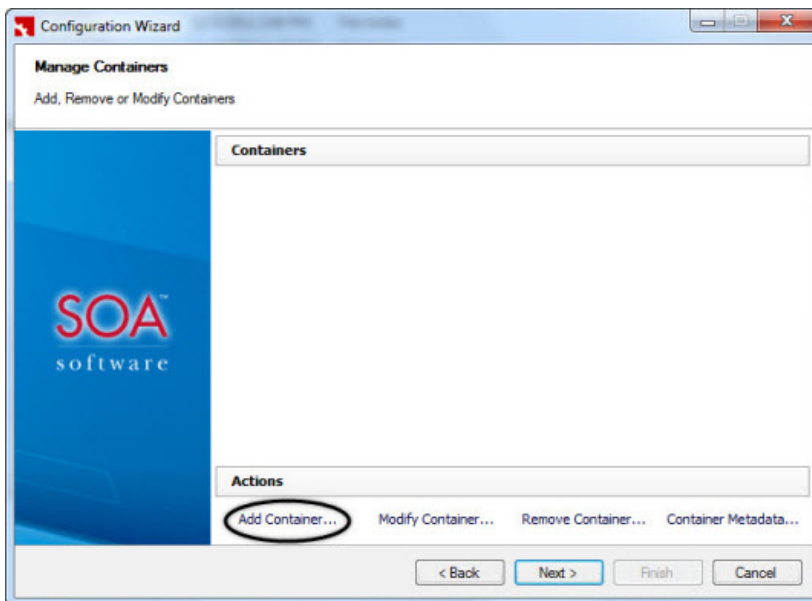 Configuration Wizard
Manage Containers
Add, Remove or Modify Containers
Containers
SOA™
software
Actions
Add Container... Modify Container... Remove Container... Container Metadata...
< Back Next > Finish Cancel